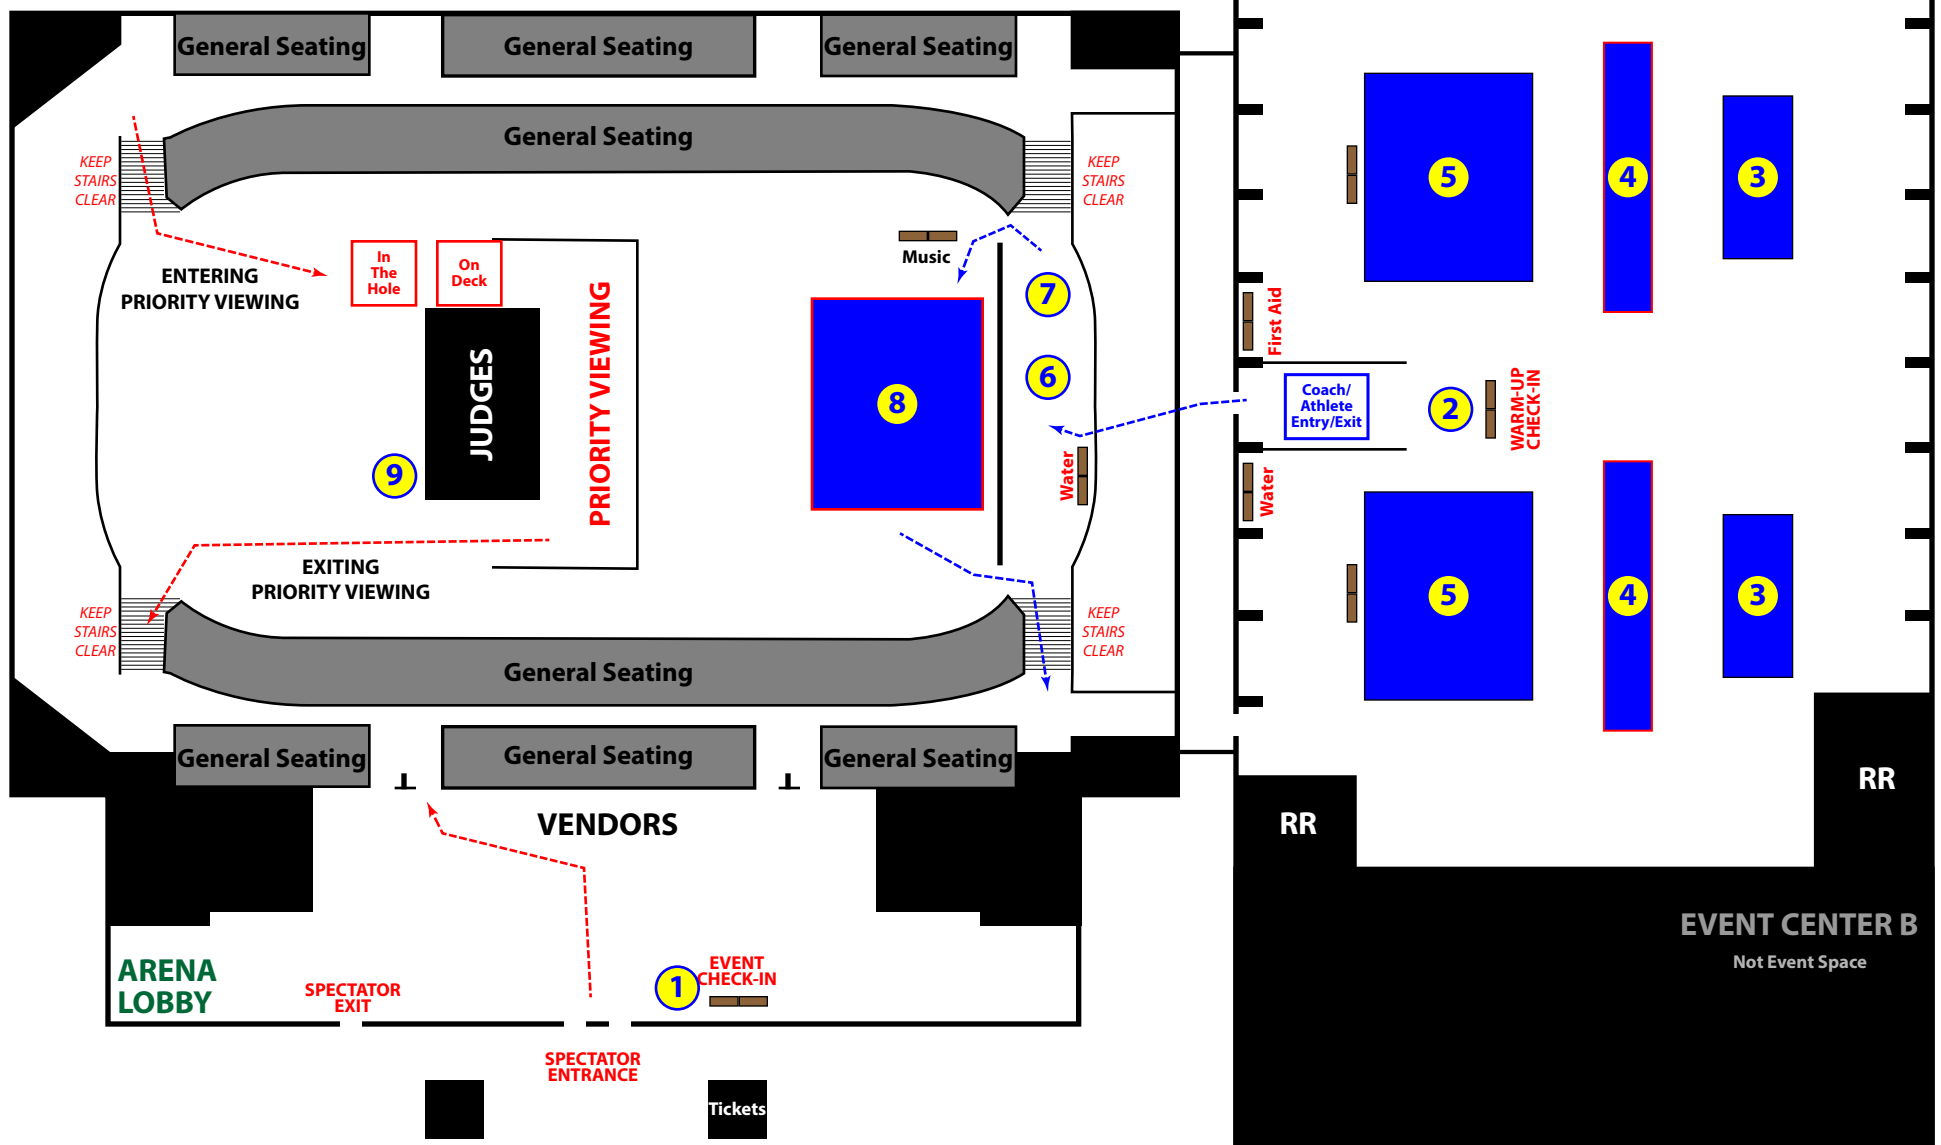 General Seating
General Seating
General Seating
General Seating
KEEP
STAIRS
CLEAR
KEEP
STAIRS
CLEAR
ENTERING
PRIORITY VIEWING
In
The
Hole
On
Deck
JUDGES
PRIORITY VIEWING
9
Music
8
7
6
Water
EXITING
PRIORITY VIEWING
KEEP
STAIRS
CLEAR
KEEP
STAIRS
CLEAR
General Seating
General Seating
General Seating
General Seating
VENDORS
ARENA
LOBBY
SPECTATOR
EXIT
1
EVENT
CHECK-IN
SPECTATOR
ENTRANCE
Tickets
5
4
3
First Aid
Coach/
Athlete
Entry/Exit
2
WARM-UP
CHECK-IN
Water
5
4
3
RR
RR
EVENT CENTER B
Not Event Space